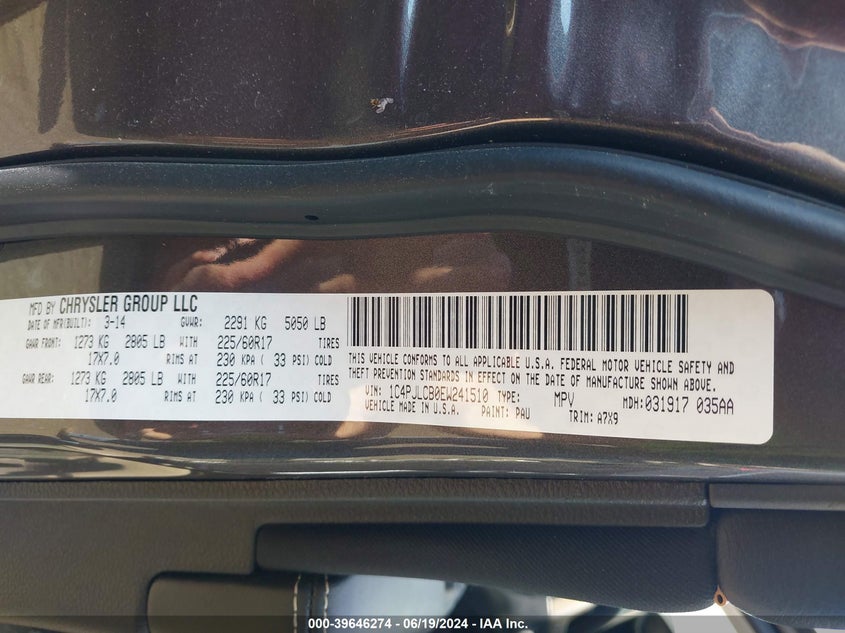 MFD BY CHRYSLER GROUP LLC
DATE OF MFR(BUILT): 3-14 GVWR: 2291 KG 5050 LB
GAWR FRONT: 1273 KG 2805 LB WITH 225/60R17 TIRES
17X7.0 RIMS AT 230 KPA ( 33 PSI) COLD
GAWR REAR: 1273 KG 2805 LB WITH 225/60R17 TIRES
17X7.0 RIMS AT 230 KPA ( 33 PSI) COLD
THIS VEHICLE CONFORMS TO ALL APPLICABLE U.S.A. FEDERAL MOTOR VEHICLE SAFETY AND
THEFT PREVENTION STANDARDS IN EFFECT ON THE DATE OF MANUFACTURE SHOWN ABOVE.
VIN: 1C4PJLCB0EW241510 TYPE: MPV MDH:031917 035AA
VEHICLE MADE IN U.S.A. PAINT: PAU TRIM: A7X9
000-39646274 - 06/19/2024 - IAA Inc.